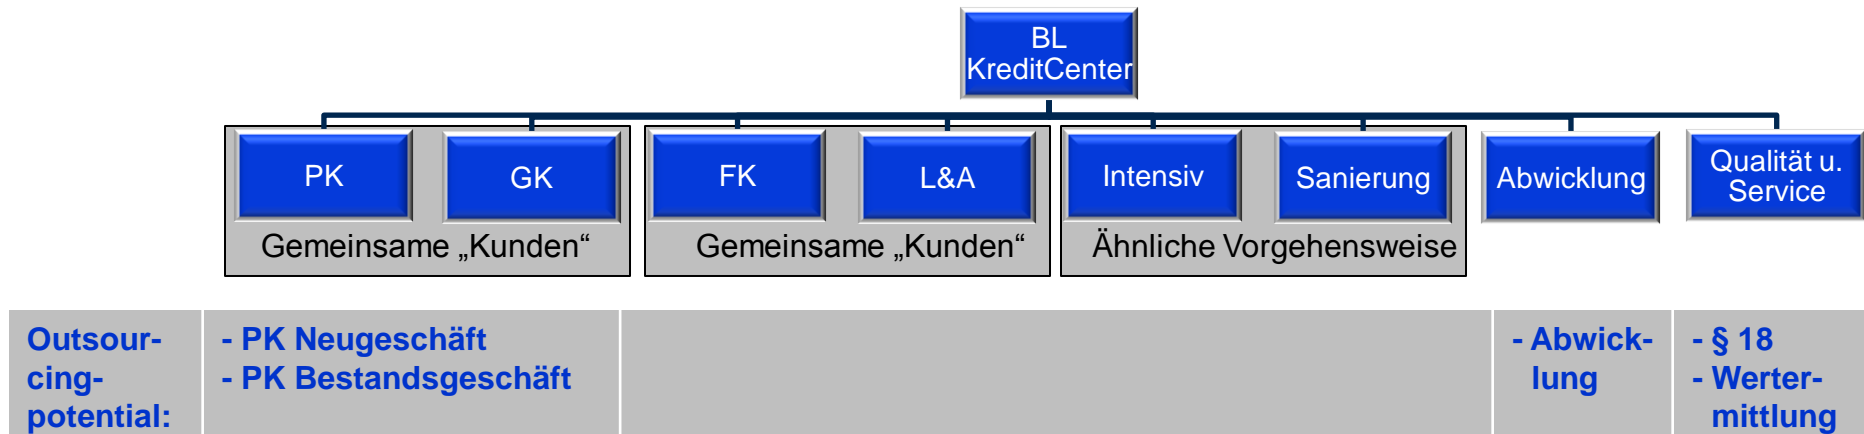 BL
KreditCenter
PK
GK
FK
L&A
Intensiv
Sanierung
Abwicklung
Qualität u.
Service
Gemeinsame „Kunden“
Gemeinsame „Kunden“
Ähnliche Vorgehensweise
Outsour-
cing-
potential:
- PK Neugeschäft
- PK Bestandsgeschäft
- Abwick-
lung
- § 18
- Werter-
mittlung